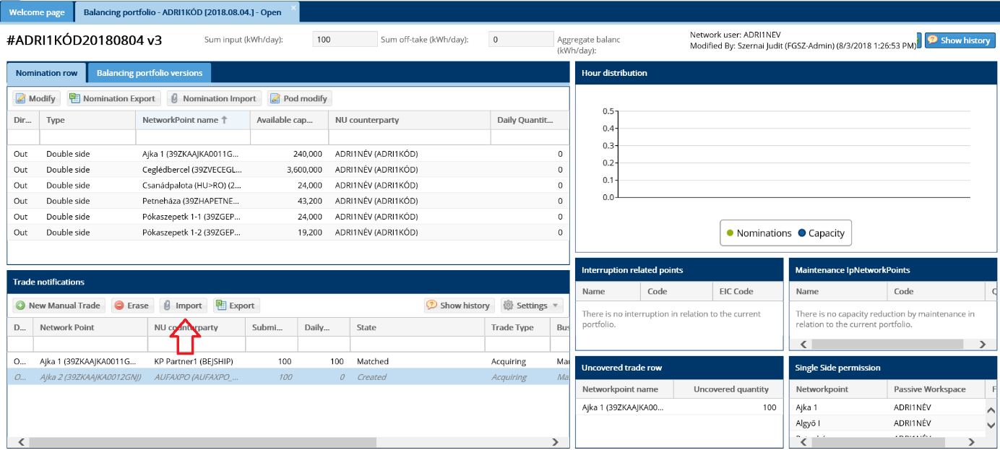 Welcome page
Balancing portfolio - ADRI1KÓD [2018.08.04.] - Open
#ADRI1KÓD20180804 v3
Sum input (kWh/day): 100
Sum off-take (kWh/day): 0
Aggregate balanc
(kWh/day):
Network user: ADRI1NEV
Modified By: Szernai Judit (FGSZ-Admin) (8/3/2018 1:26:53 PM)
Show history
Nomination row
Balancing portfolio versions
Modify Nomination Export Nomination Import Pod modify
Dir... Type NetworkPoint name Available cap... NU counterparty Daily Quantit...
Out Double side Ajka 1 (39ZKAAJKA0011G... 240,000 ADRI1NÉV (ADRI1KÓD) 0
Out Double side Ceglédbercel (39ZVECEGL... 3,600,000 ADRI1NÉV (ADRI1KÓD) 0
Out Double side Csanádpalota (HU>RO) (2... 24,000 ADRI1NÉV (ADRI1KÓD) 0
Out Double side Petneháza (39ZHAPETNE... 43,200 ADRI1NÉV (ADRI1KÓD) 0
Out Double side Pókaszepetk 1-1 (39ZGEP... 24,000 ADRI1NÉV (ADRI1KÓD) 0
Out Double side Pókaszepetk 1-2 (39ZGEP... 19,200 ADRI1NÉV (ADRI1KÓD) 0
Hour distribution
0.5
0.4
0.3
0.2
0.1
0.0
Nominations Capacity
Trade notifications
New Manual Trade Erase Import Export Show history Settings
D... Network Point NU counterparty Submi... Daily... State Trade Type Bus
O... Ajka 1 (39ZKAAJKA0011G... KP Partner1 (BEJSHIP) 100 100 Matched Acquiring Mar
O... Ajka 2 (39ZKAAJKA0012GNJ) AUFAXPO (AUFAXPO_... 100 0 Created Acquiring Ma
Interruption related points
Name Code EIC Code
There is no interruption in relation to the current
portfolio.
Maintenance IpNetworkPoints
Name Code Q
There is no capacity reduction by maintenance in
relation to the current portfolio.
Uncovered trade row
Networkpoint name Uncovered quantity
Ajka 1 (39ZKAAJKA00... 100
Single Side permission
Networkpoint Passive Workspace F
Ajka 1 ADRI1NÉV
Algyő I ADRI1NÉV